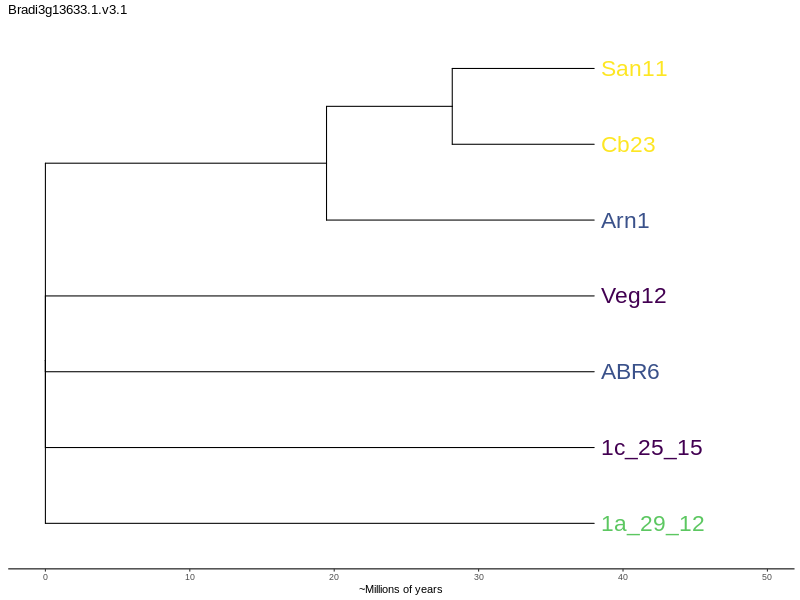 Bradi3g13633.1.v3.1
San11
Cb23
Arn1
Veg12
ABR6
1c_25_15
1a_29_12
0 10 20 30 40 50
~Millions of years